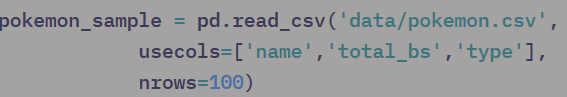 pokemon_sample = pd.read_csv('data/pokemon.csv',
usecols=['name','total_bs','type'],
nrows=100)